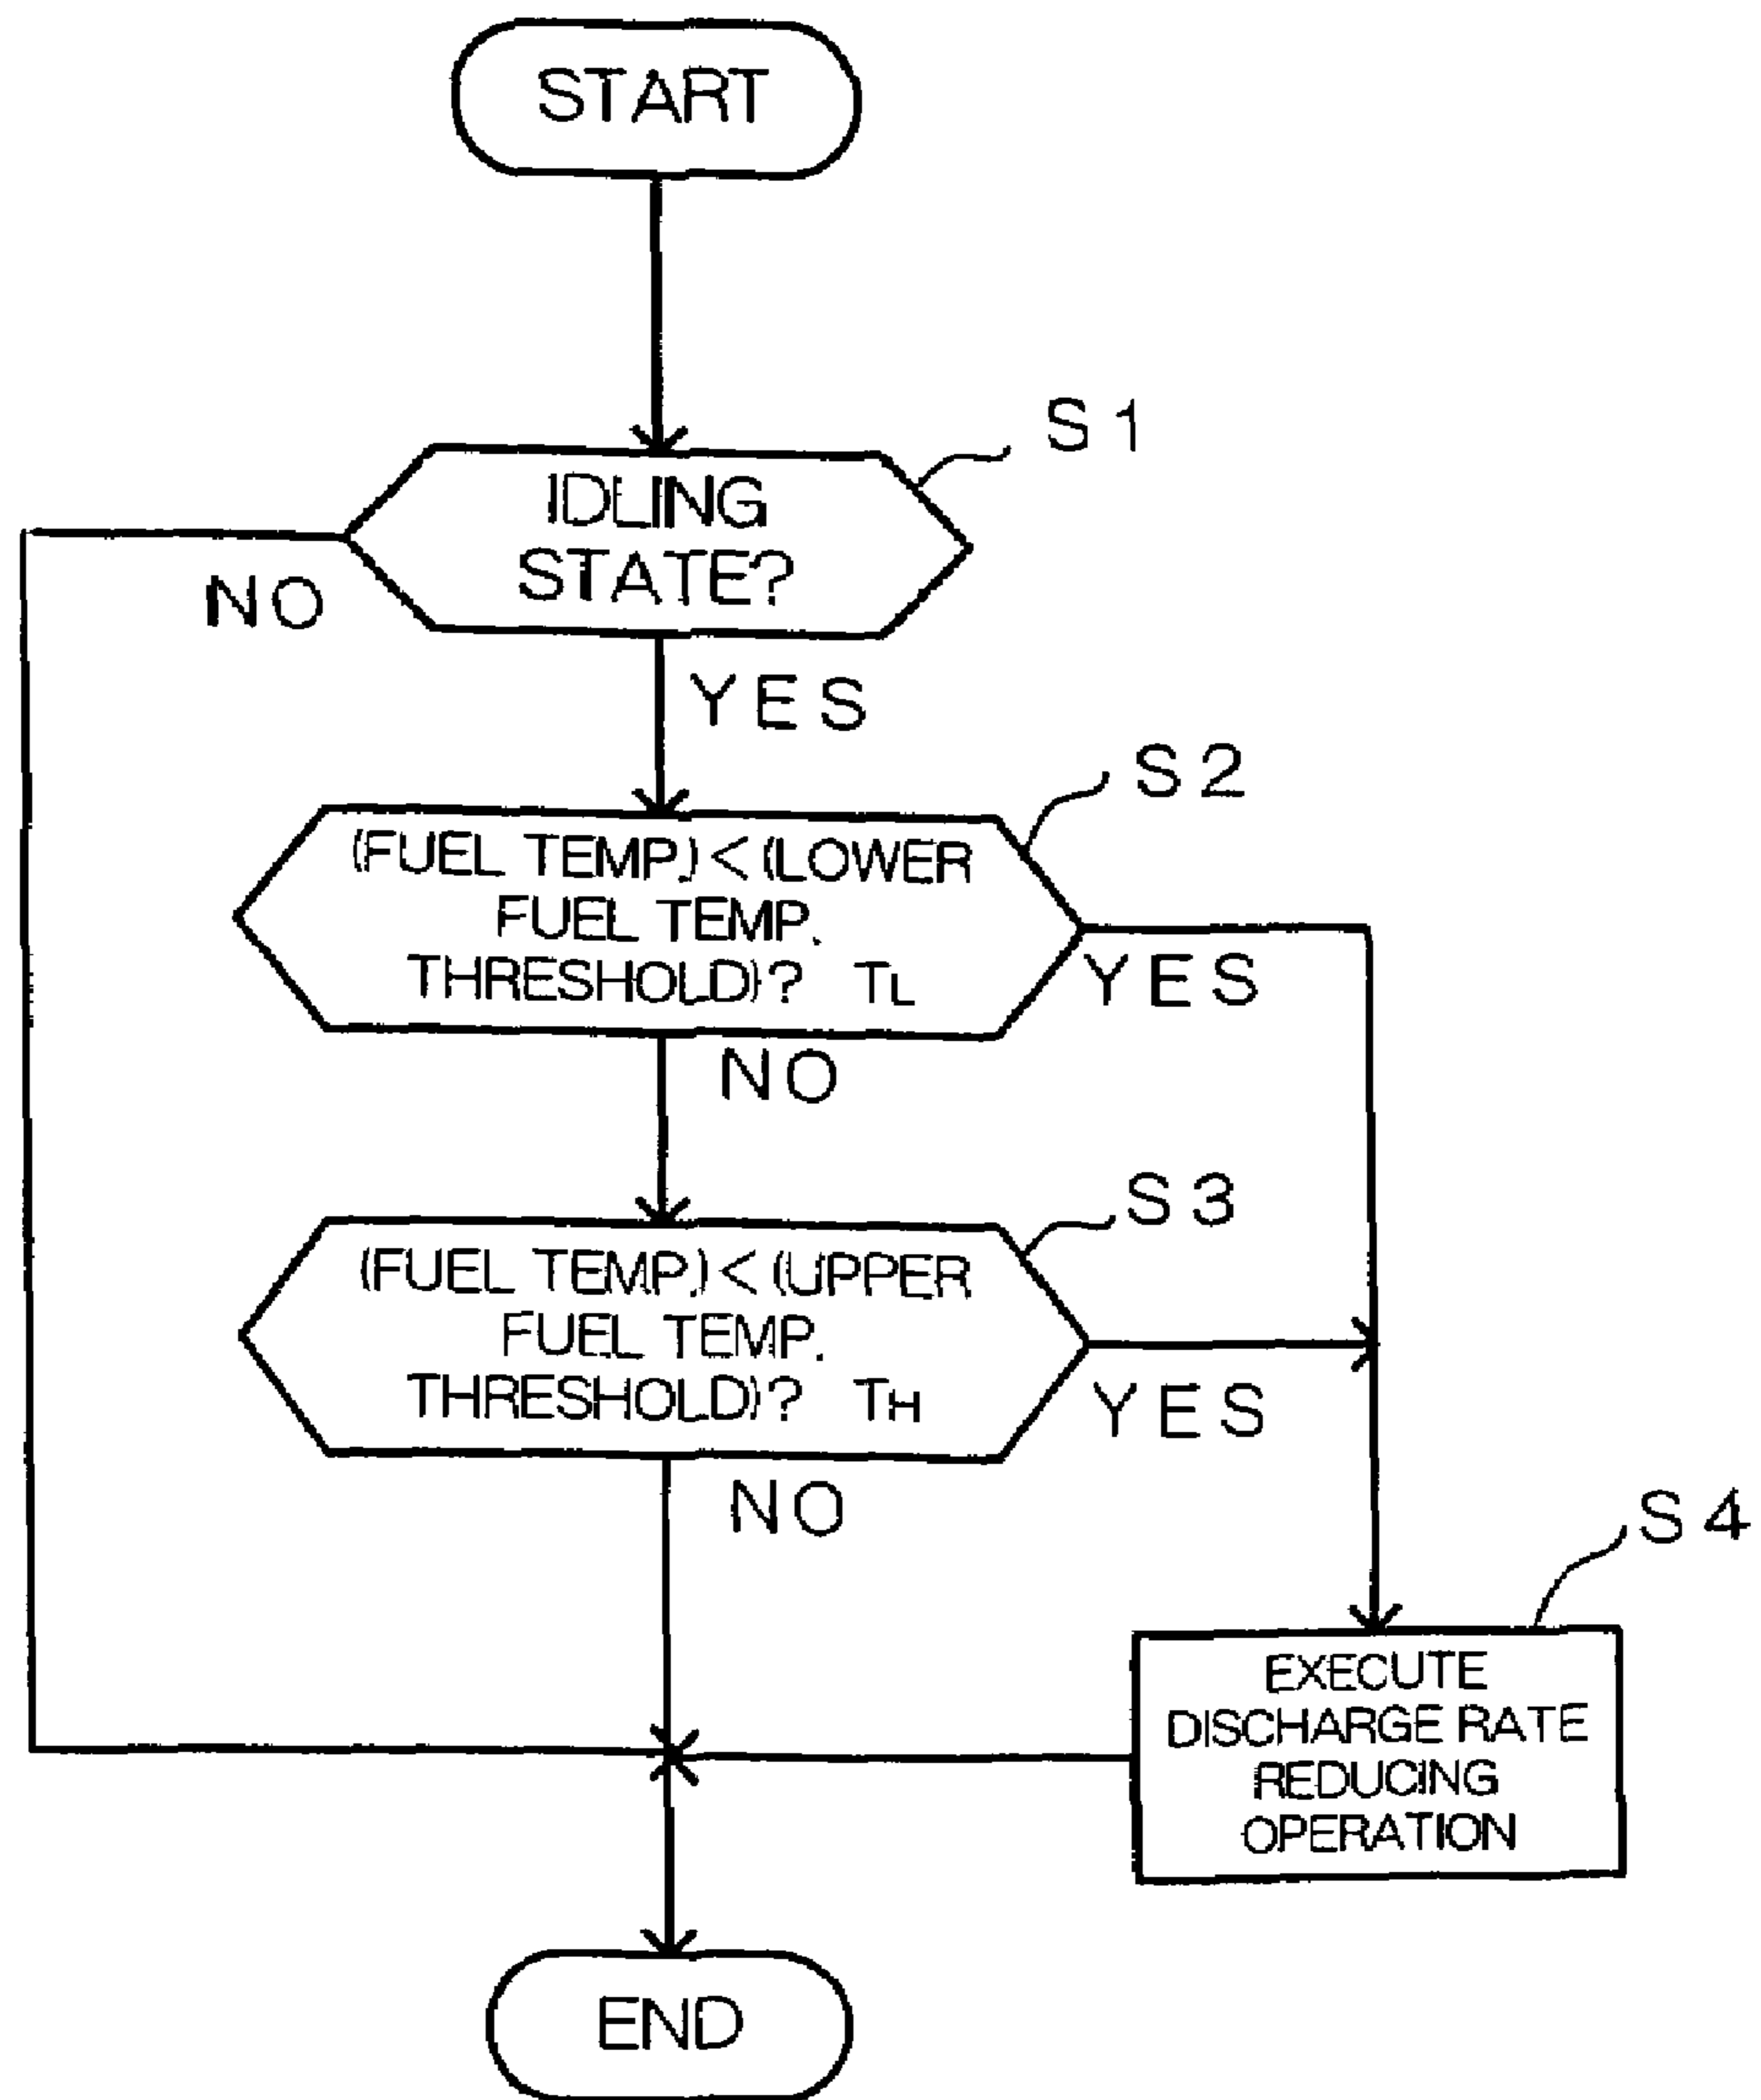 START
S1
IDLING
STATE?
NO
YES
S2
(FUEL TEMP.) < (LOWER
FUEL TEMP.
THRESHOLD)? TL
YES
NO
S3
(FUEL TEMP.) < (UPPER
FUEL TEMP.
THRESHOLD)? TH
YES
NO
S4
EXECUTE
DISCHARGE RATE
REDUCING
OPERATION
END